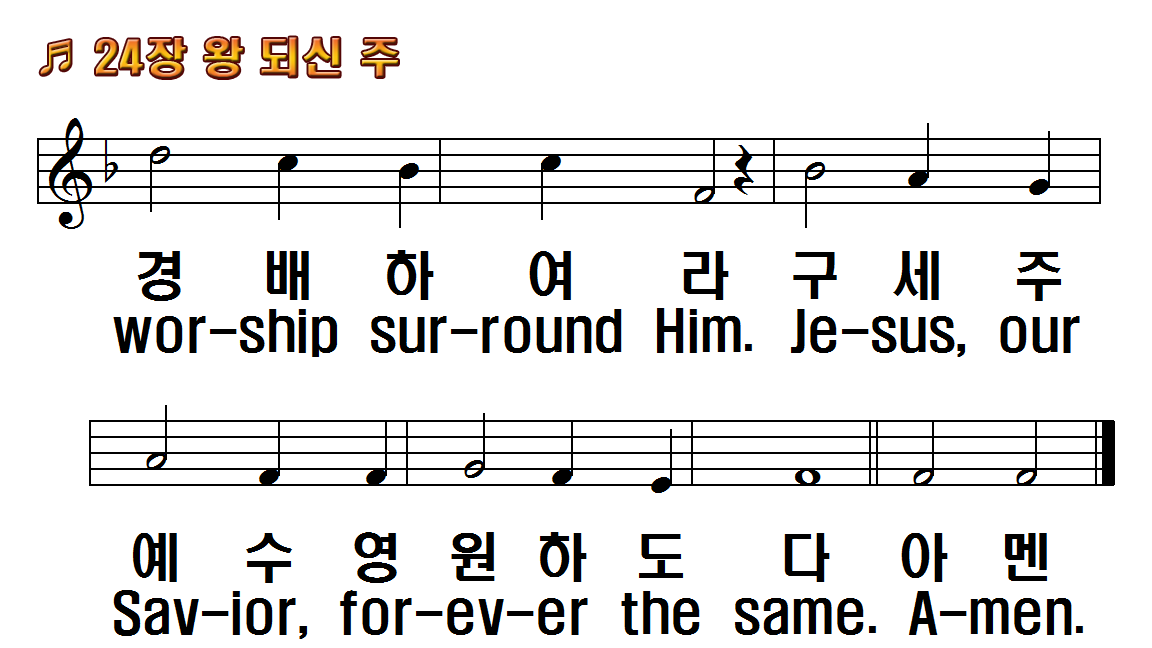 ♬ 24장 왕 되신 주
경 배 하 여 라 구 세 주
wor-ship sur-round Him. Je-sus, our
예 수 영 원 하 도 다 아 멘
Sav-ior, for-ev-er the same. A-men.